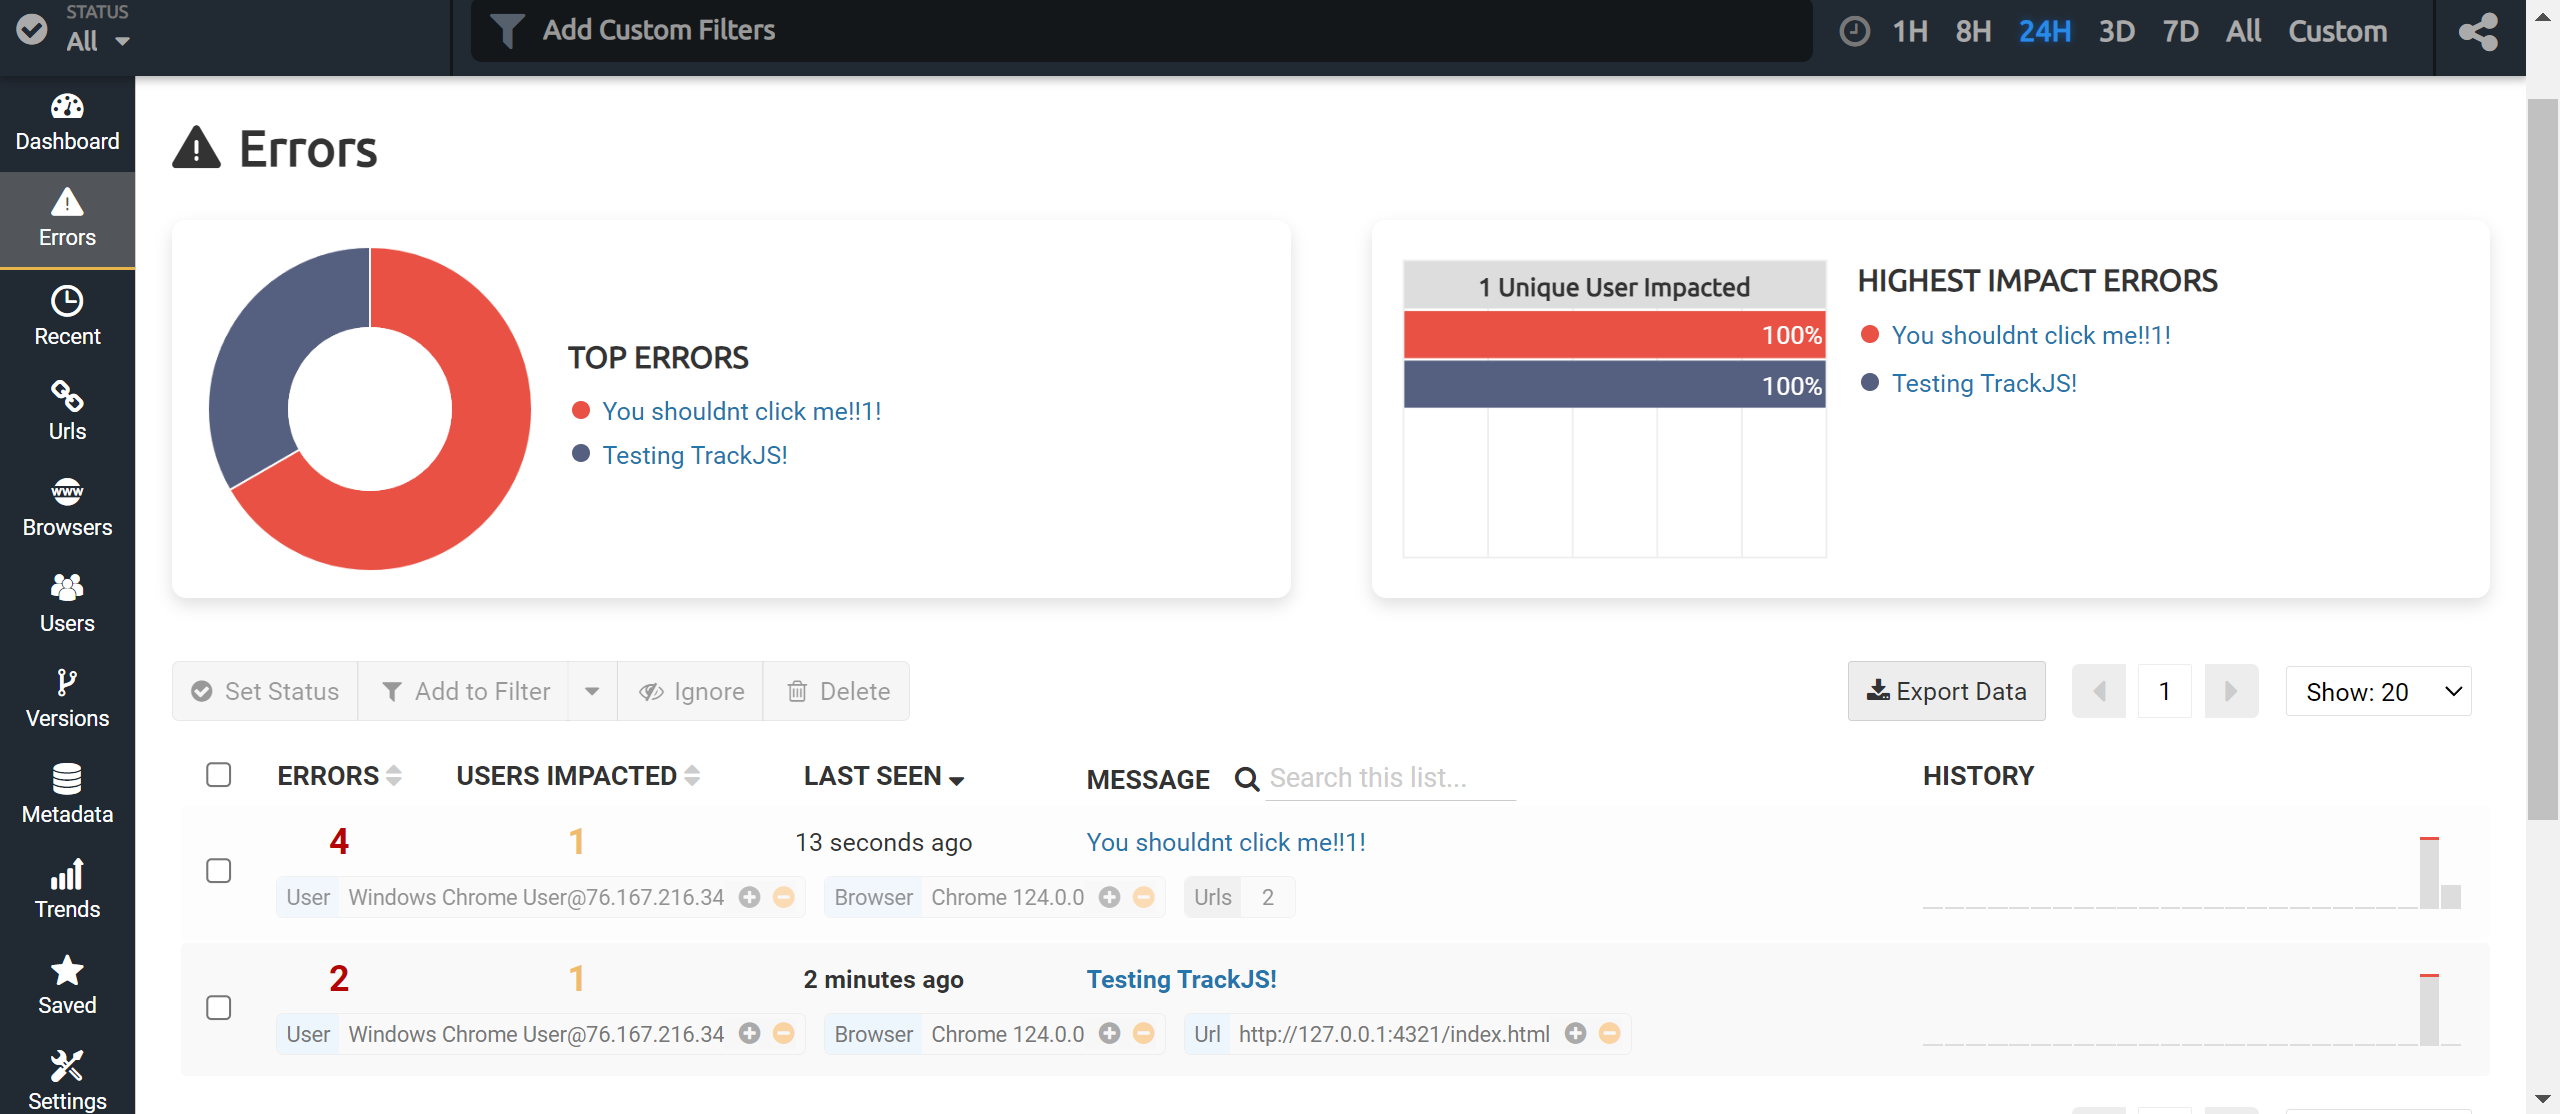 STATUS
All
Add Custom Filters
1H 8H 24H 3D 7D All Custom
Dashboard
Errors
Recent
Urls
www
Browsers
Users
Versions
Metadata
Trends
Saved
Settings
Errors
TOP ERRORS
You shouldnt click me!!1!
Testing TrackJS!
1 Unique User Impacted
100%
100%
HIGHEST IMPACT ERRORS
You shouldnt click me!!1!
Testing TrackJS!
Set Status Add to Filter Ignore Delete
Export Data 1 Show: 20
ERRORS USERS IMPACTED LAST SEEN MESSAGE Search this list... HISTORY
4 1 13 seconds ago You shouldnt click me!!1!
User Windows Chrome User@76.167.216.34 Browser Chrome 124.0.0 Urls 2
2 1 2 minutes ago Testing TrackJS!
User Windows Chrome User@76.167.216.34 Browser Chrome 124.0.0 Url http://127.0.0.1:4321/index.html